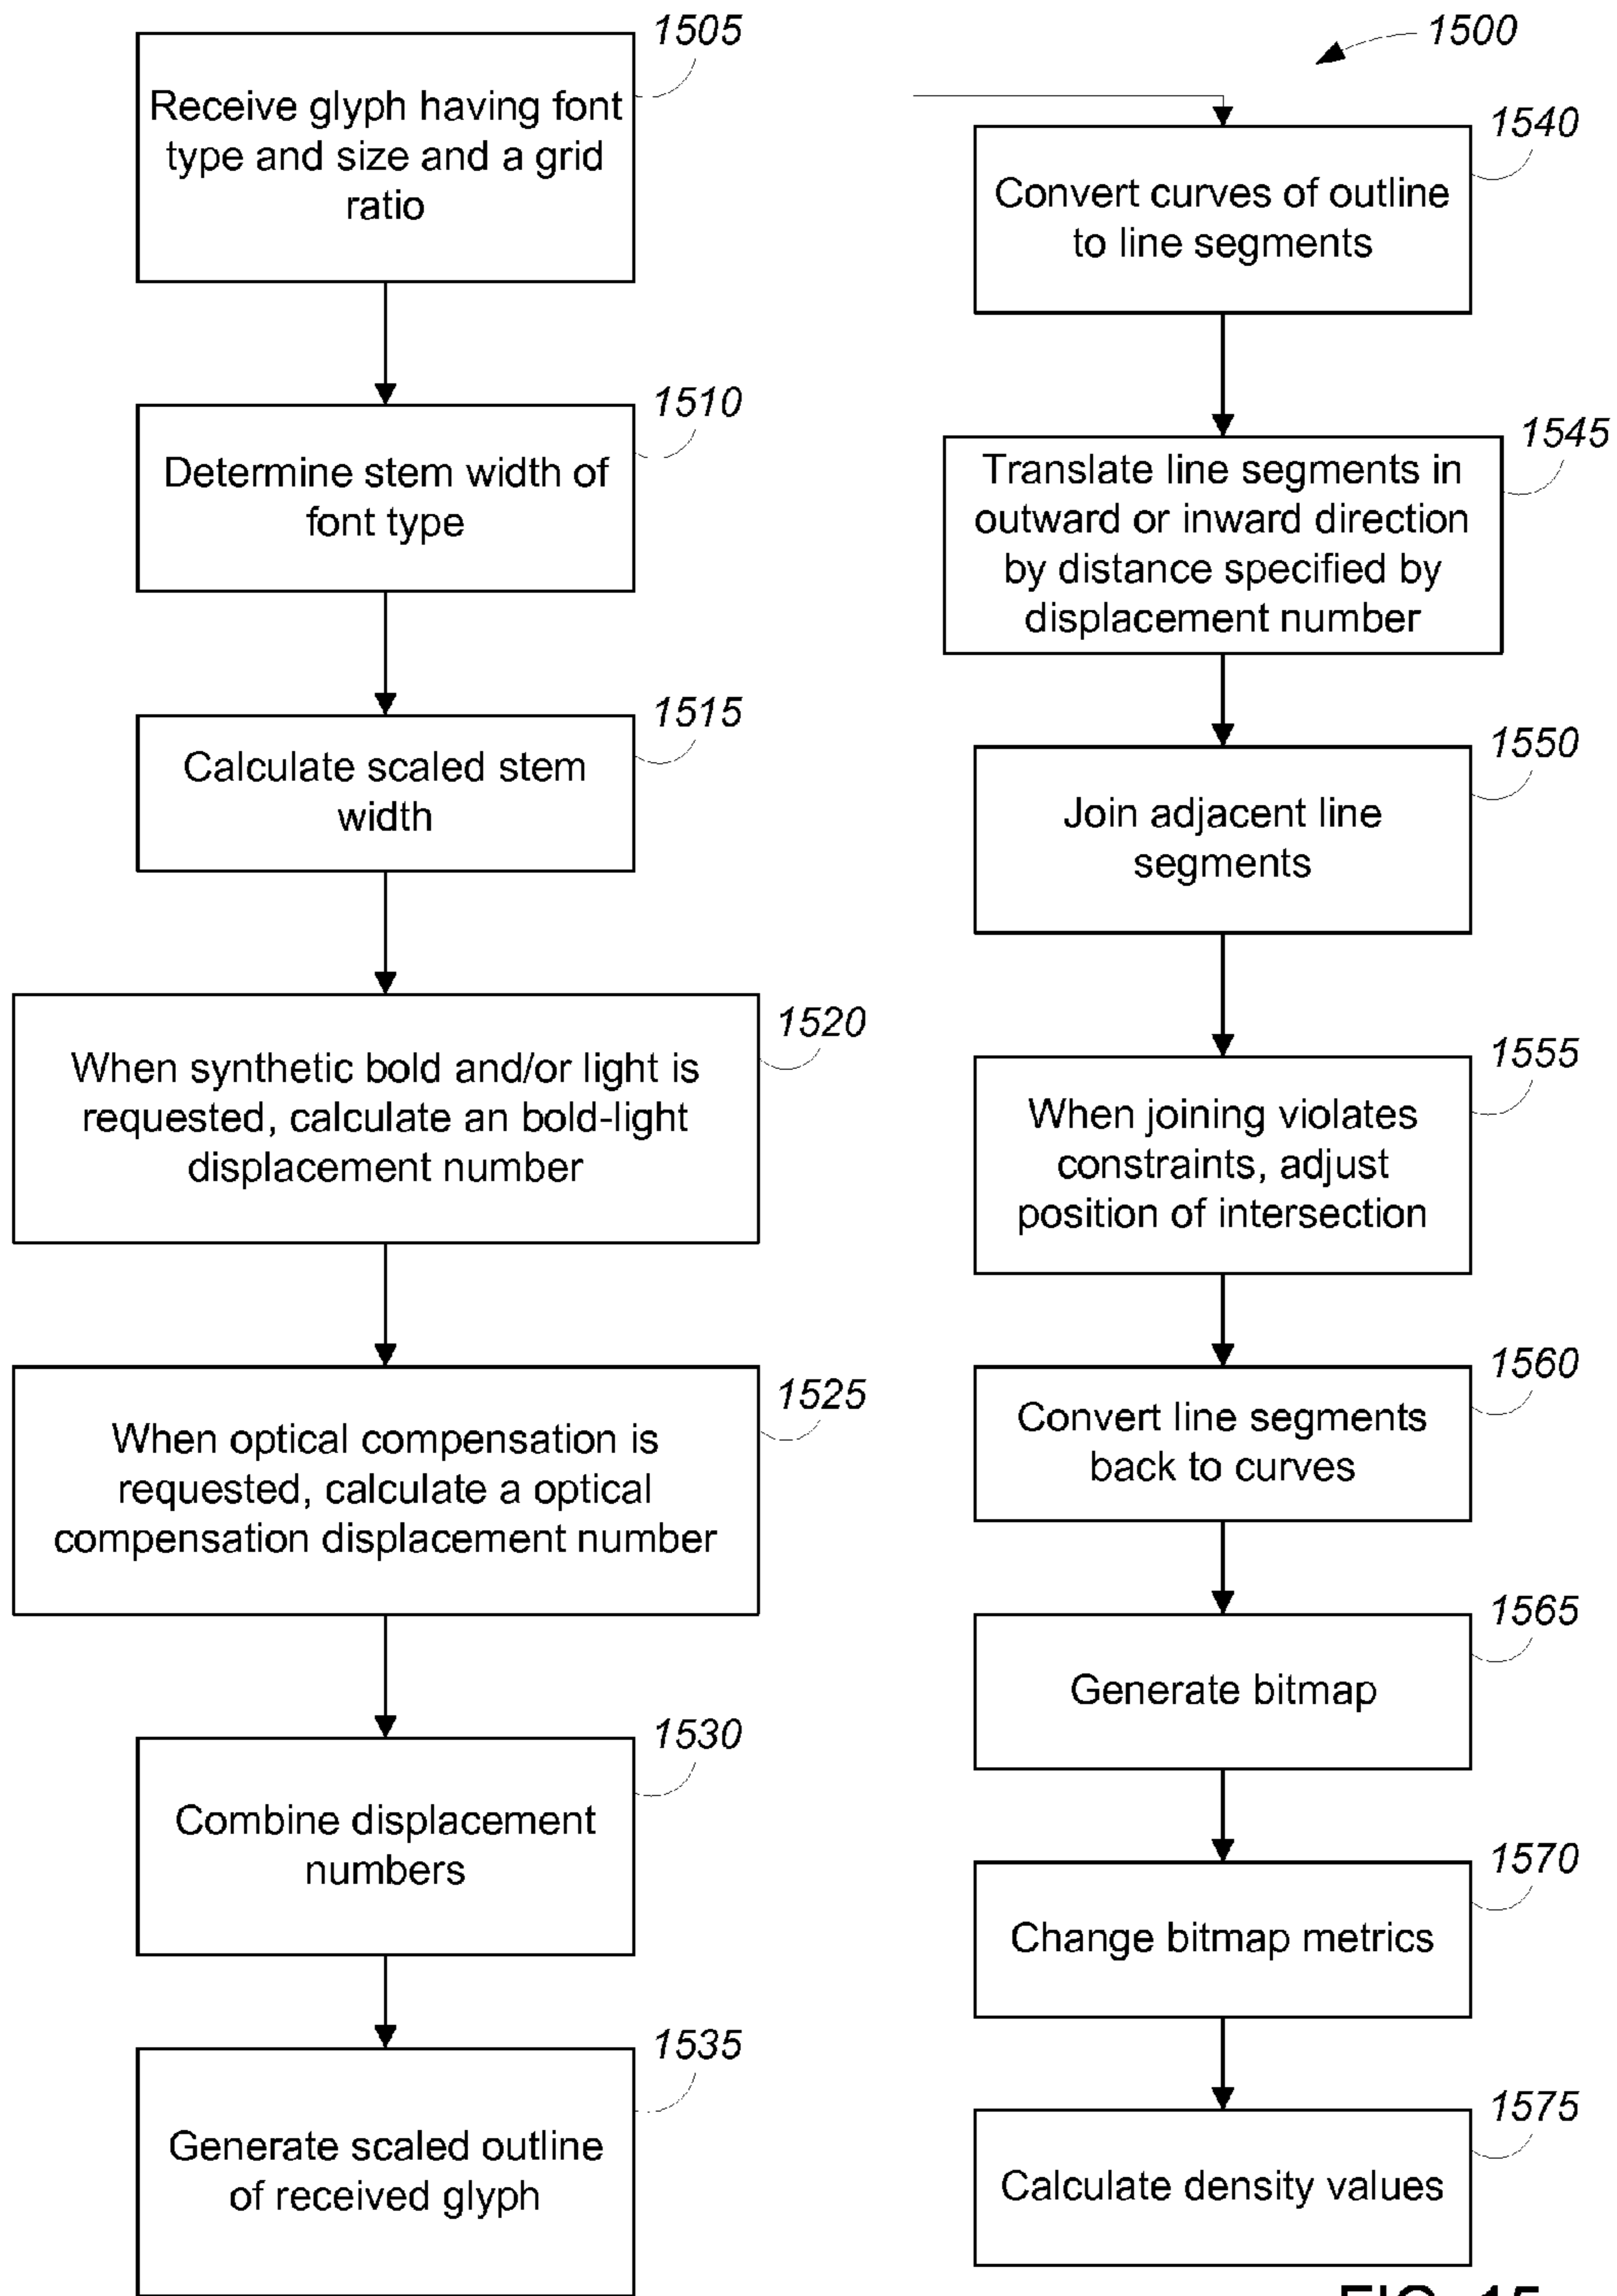 1505
Receive glyph having font
type and size and a grid
ratio
1510
Determine stem width of
font type
1515
Calculate scaled stem
width
1520
When synthetic bold and/or light is
requested, calculate an bold-light
displacement number
1525
When optical compensation is
requested, calculate a optical
compensation displacement number
1530
Combine displacement
numbers
1535
Generate scaled outline
of received glyph
1500
1540
Convert curves of outline
to line segments
1545
Translate line segments in
outward or inward direction
by distance specified by
displacement number
1550
Join adjacent line
segments
1555
When joining violates
constraints, adjust
position of intersection
1560
Convert line segments
back to curves
1565
Generate bitmap
1570
Change bitmap metrics
1575
Calculate density values
FIG. 15